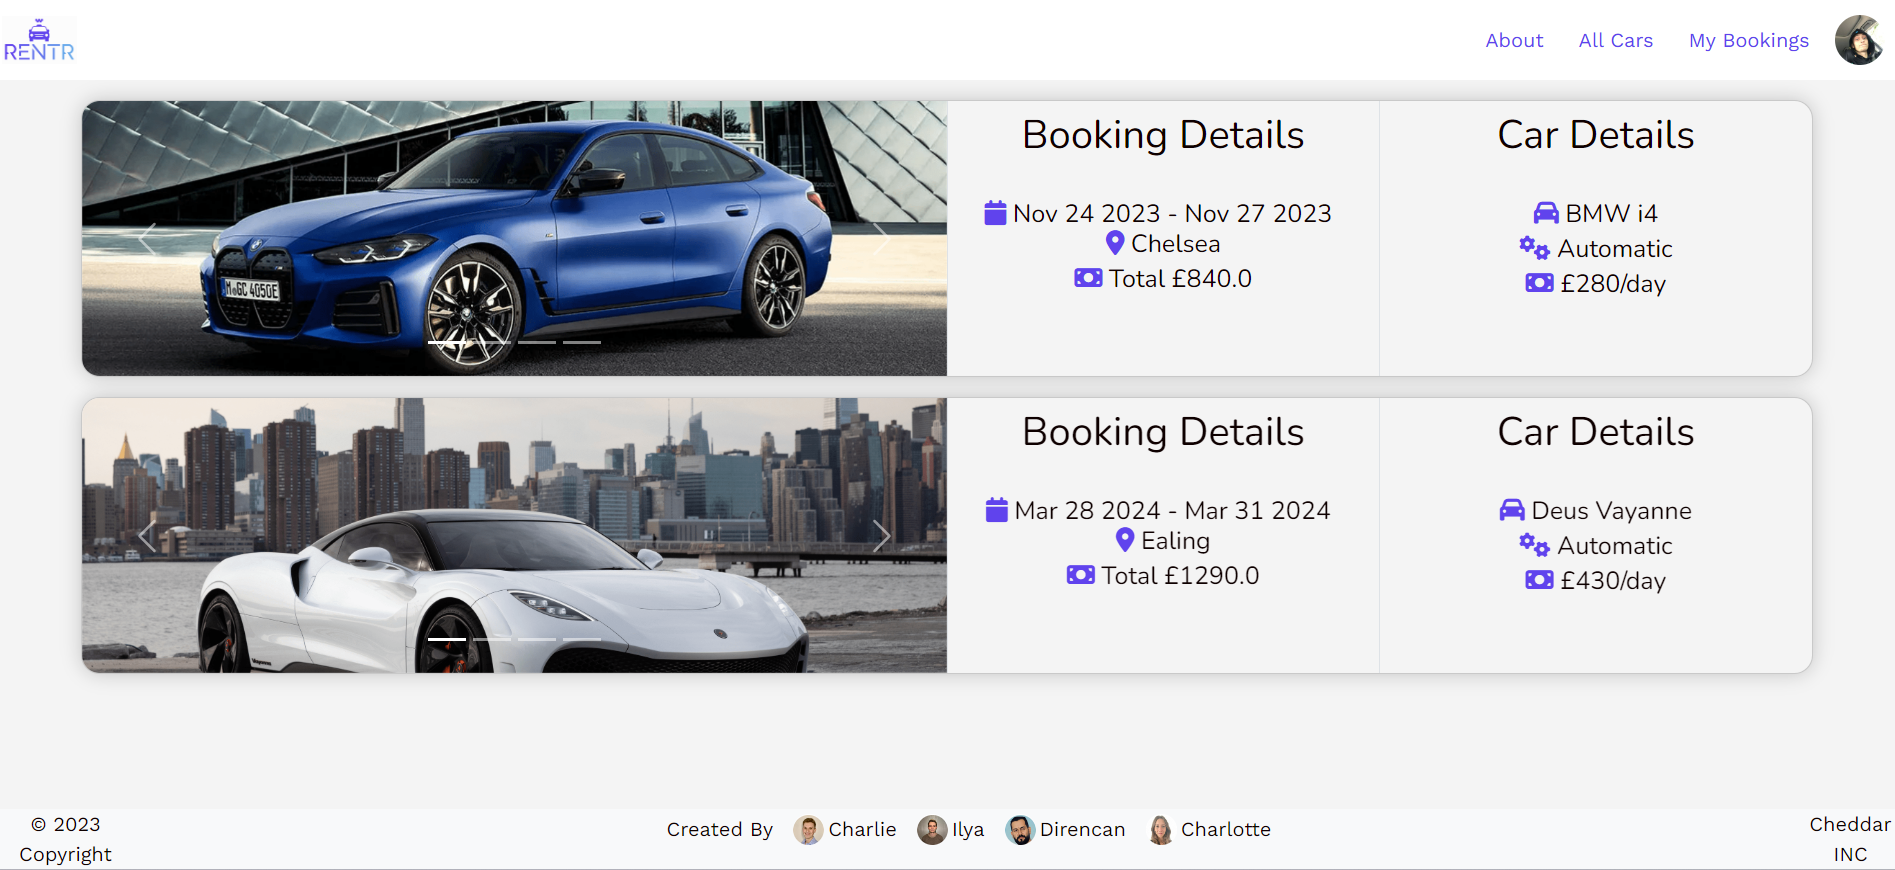 RENTR
About
All Cars
My Bookings
Booking Details
Nov 24 2023 - Nov 27 2023
Chelsea
Total £840.0
Car Details
BMW i4
Automatic
£280/day
M GC 4050E
Booking Details
Mar 28 2024 - Mar 31 2024
Ealing
Total £1290.0
Car Details
Deus Vayanne
Automatic
£430/day
Vayanne
© 2023
Copyright
Created By Charlie Ilya Direncan Charlotte
Cheddar
INC